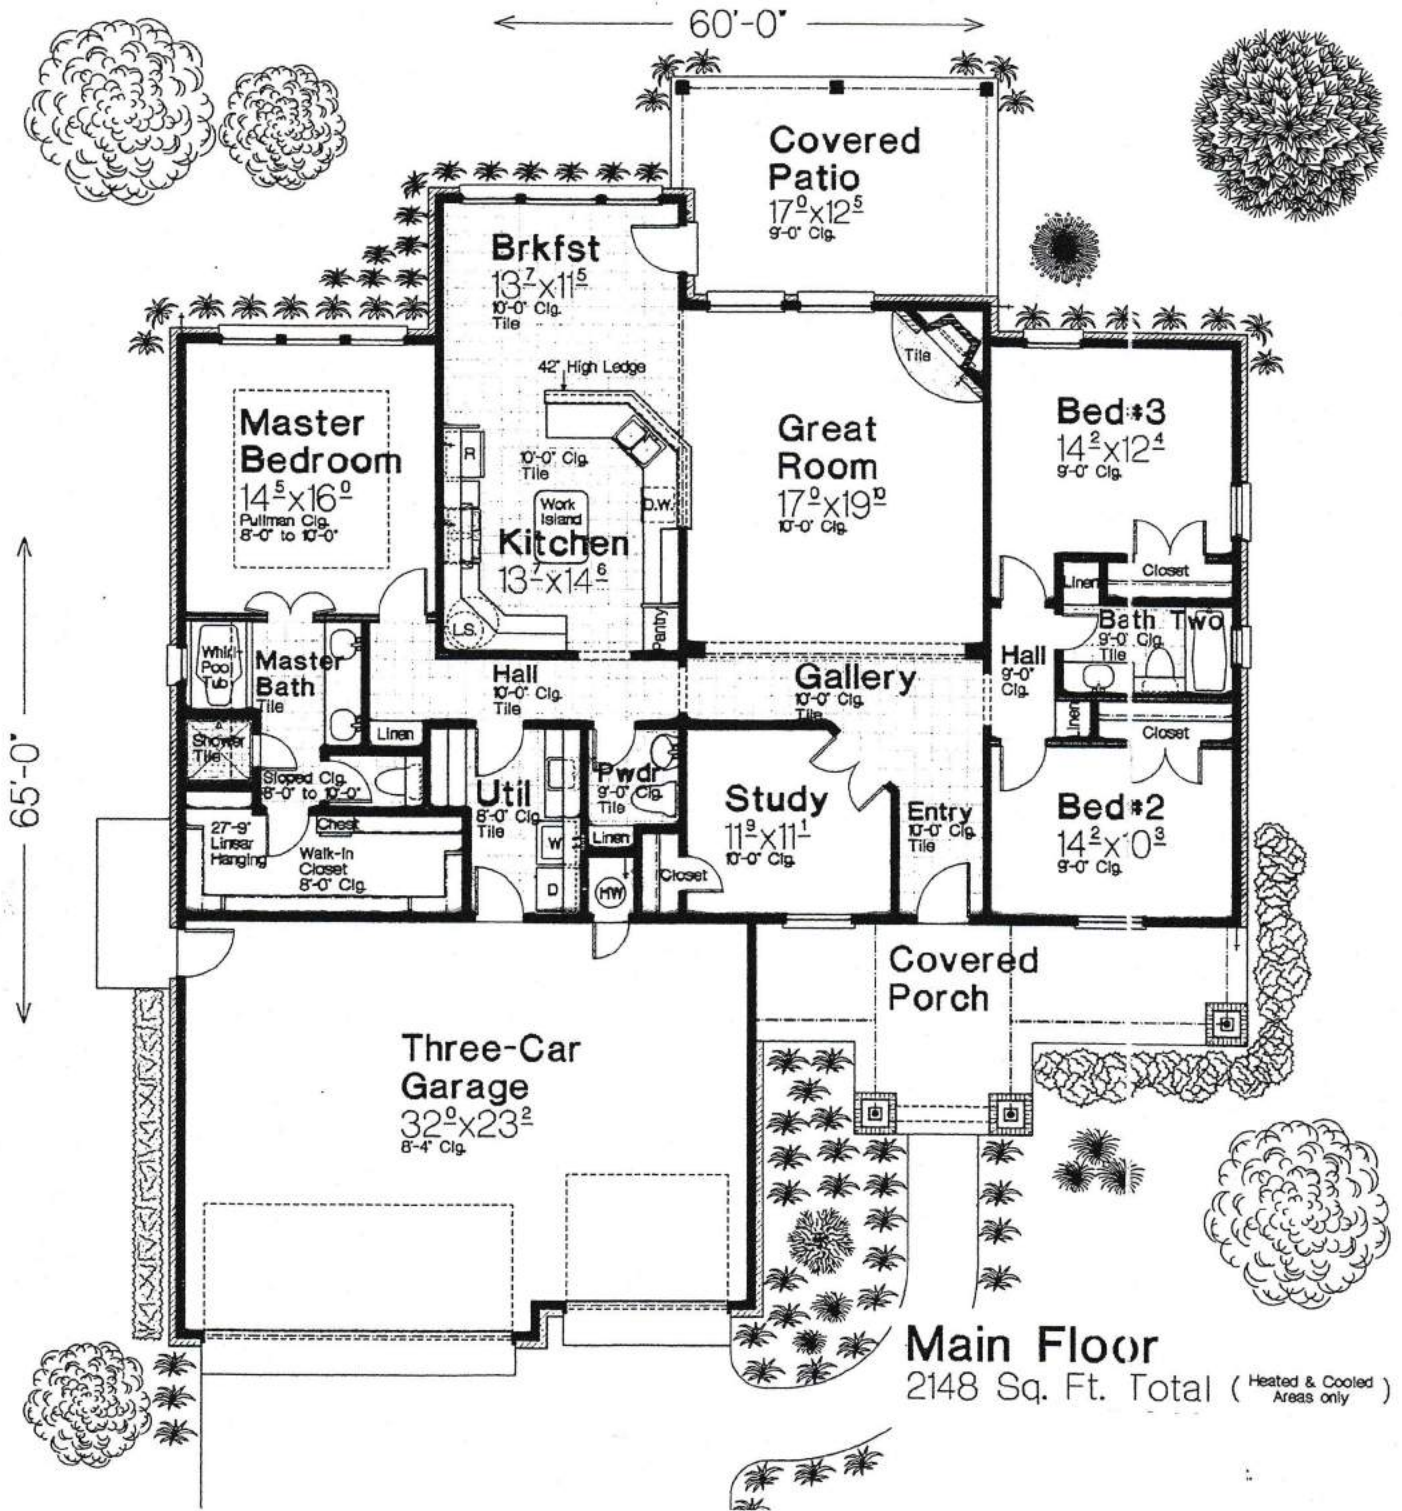 60'-0"
Covered
Patio
17⁰x12⁵
9'-0" Clg.
Brkfst
13⁷x11⁵
10'-0" Clg.
Tile
42" High Ledge
Tile
Master
Bedroom
14⁵x16⁰
Pullman Clg.
8'-0" to 10'-0"
R
10'-0" Clg.
Tile
Work
Island
D.W.
Kitchen
13⁷x14⁶
L.S.
Pantry
Great
Room
17⁰x19¹⁰
10'-0" Clg.
Bed #3
14²x12⁴
9'-0" Clg.
Linen
Closet
Bath Two
9'-0" Clg.
Tile
Whirl-
Pool
Tub
Master
Bath
Tile
Hall
10'-0" Clg.
Tile
Gallery
10'-0" Clg.
Tile
Hall
9'-0"
Clg.
Linen
Closet
Shower
Tile
Linen
Sloped Clg.
8'-0" to 10'-0"
Util
8'-0" Clg.
Tile
Pwdr
9'-0" Clg.
Tile
Linen
W
D
HW
Closet
Study
11⁹x11¹
10'-0" Clg.
Entry
10'-0" Clg.
Tile
Bed #2
14²x10³
9'-0" Clg.
27'-9"
Linear
Hanging
Chest
Walk-in
Closet
8'-0" Clg.
65'-0"
Covered
Porch
Three-Car
Garage
32⁰x23²
8'-4" Clg.
Main Floor
2148 Sq. Ft. Total ( Heated & Cooled
Areas only )